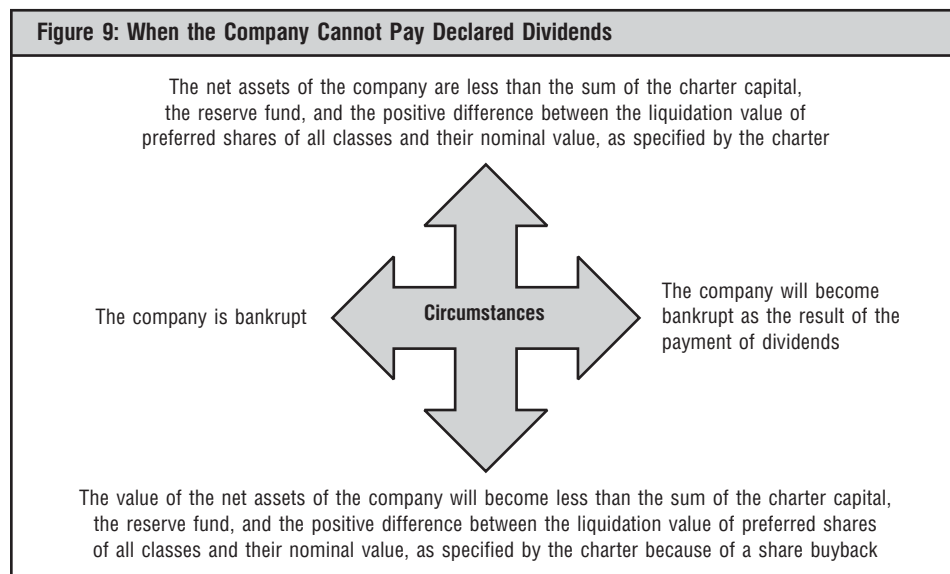 Figure 9: When the Company Cannot Pay Declared Dividends
The net assets of the company are less than the sum of the charter capital,
the reserve fund, and the positive difference between the liquidation value of
preferred shares of all classes and their nominal value, as specified by the charter
The company is bankrupt
Circumstances
The company will become
bankrupt as the result of the
payment of dividends
The value of the net assets of the company will become less than the sum of the charter capital,
the reserve fund, and the positive difference between the liquidation value of preferred shares
of all classes and their nominal value, as specified by the charter because of a share buyback